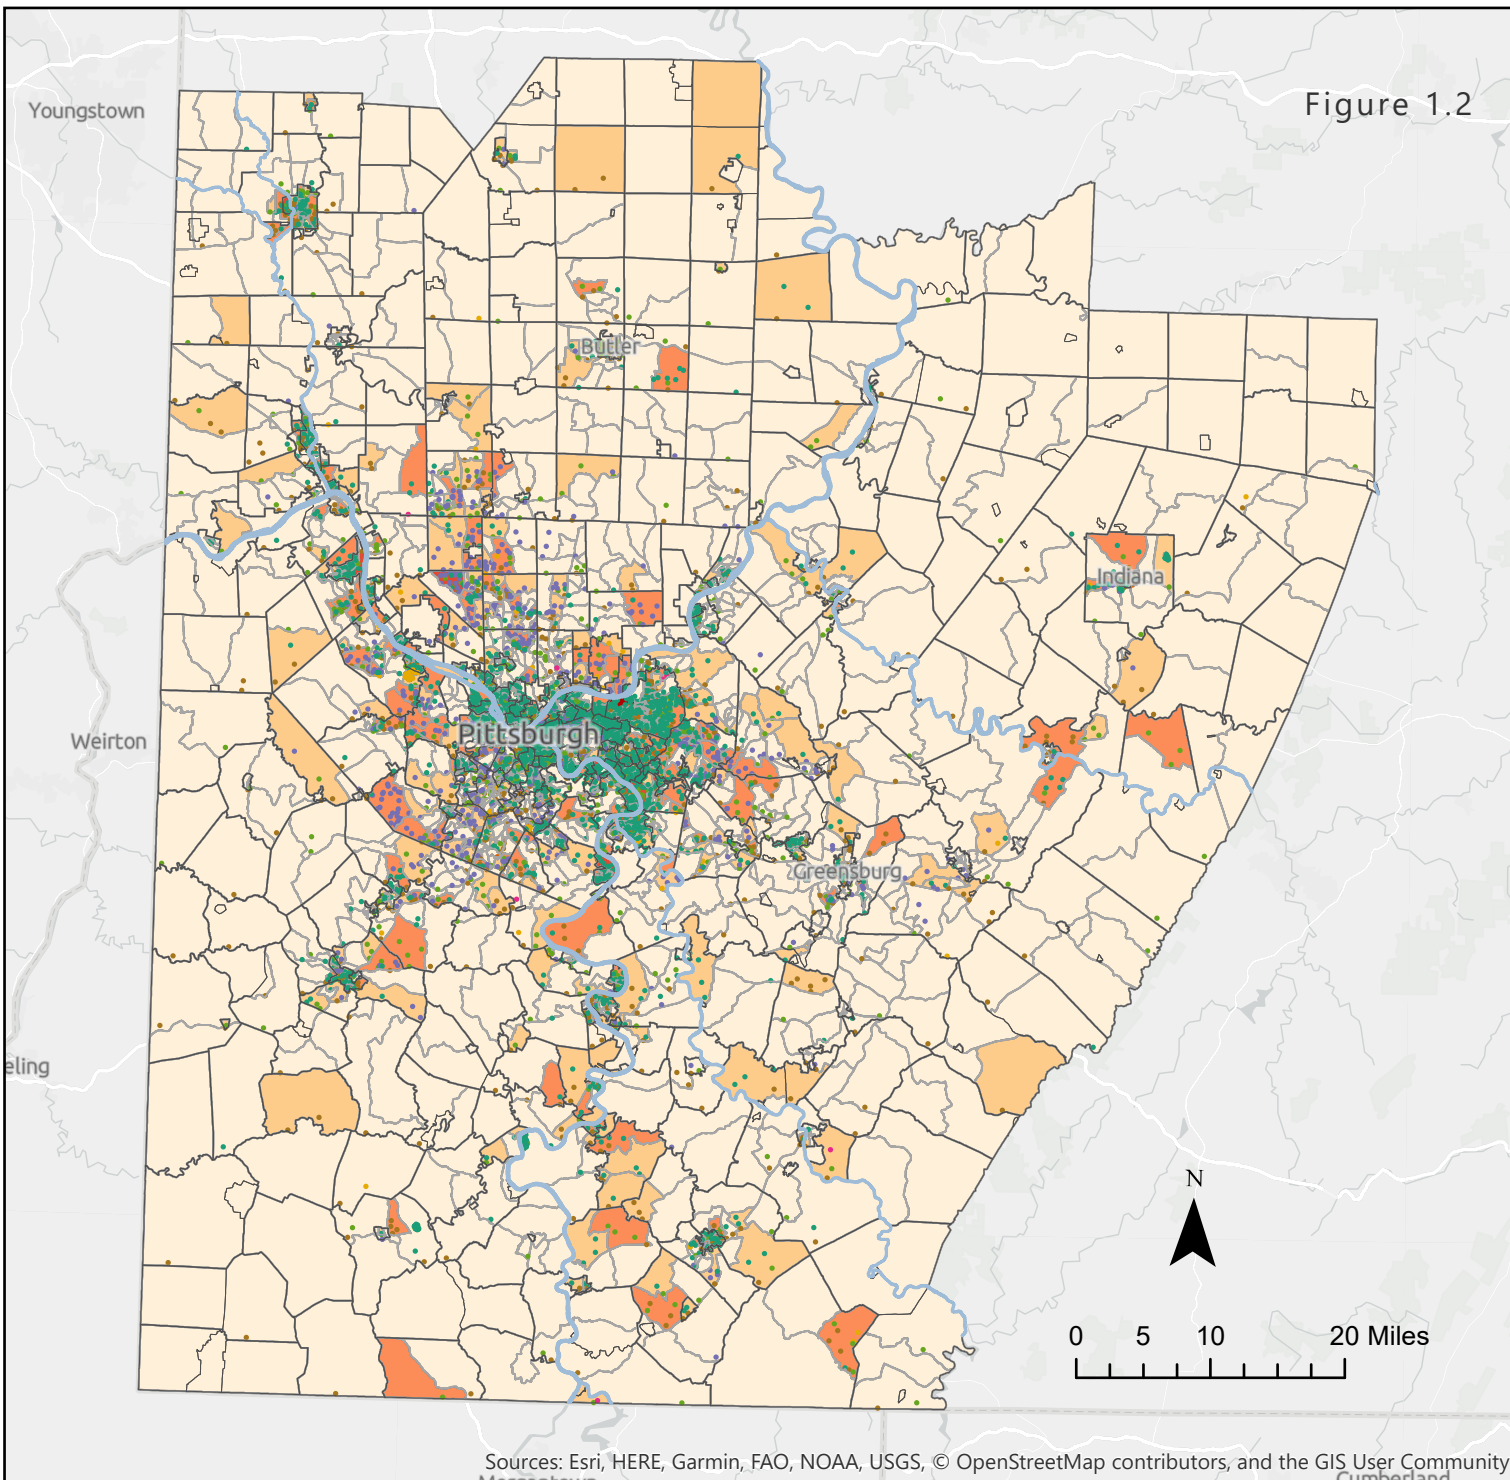 Youngstown
Figure 1.2
Butler
Indiana
Pittsburgh
Weirton
Greensburg
eling
N
0 5 10 20 Miles
Sources: Esri, HERE, Garmin, FAO, NOAA, USGS, © OpenStreetMap contributors, and the GIS User Community
Cumberland